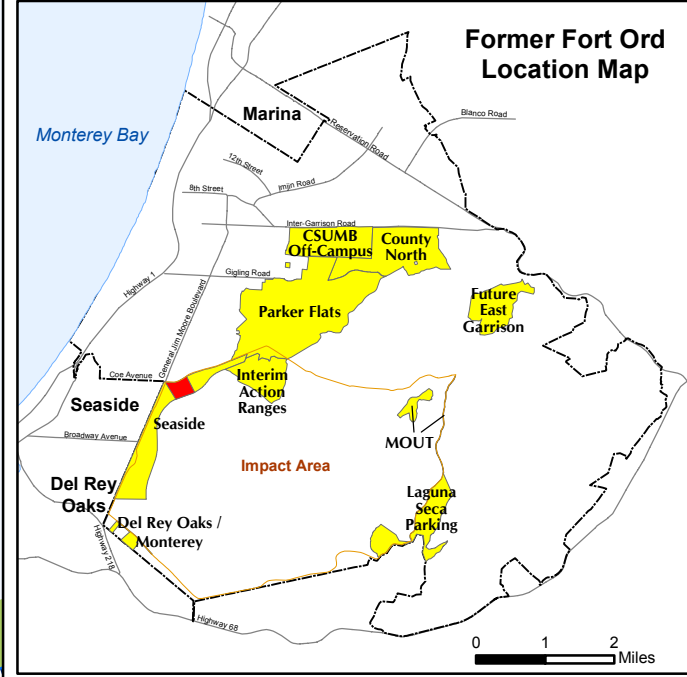 Former Fort Ord
Location Map
Marina
Blanco Road
Monterey Bay
Reservation Road
12th Street
Imjin Road
8th Street
Inter-Garrison Road
CSUMB
Off-Campus
County
North
Gigling Road
Highway 1
General Jim Moore Boulevard
Parker Flats
Future
East
Garrison
Coe Avenue
Interim
Action
Ranges
Seaside
Seaside
MOUT
Broadway Avenue
Impact Area
Del Rey
Oaks
Laguna
Seca
Parking
Del Rey Oaks /
Monterey
Highway 218
Highway 68
0 1 2
Miles